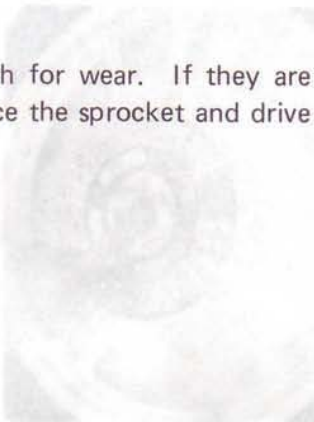 h for wear. If they are
ce the sprocket and drive